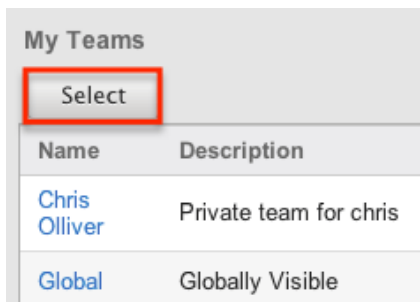 My Teams
Select
Name Description
Chris
Olliver
Private team for chris
Global Globally Visible